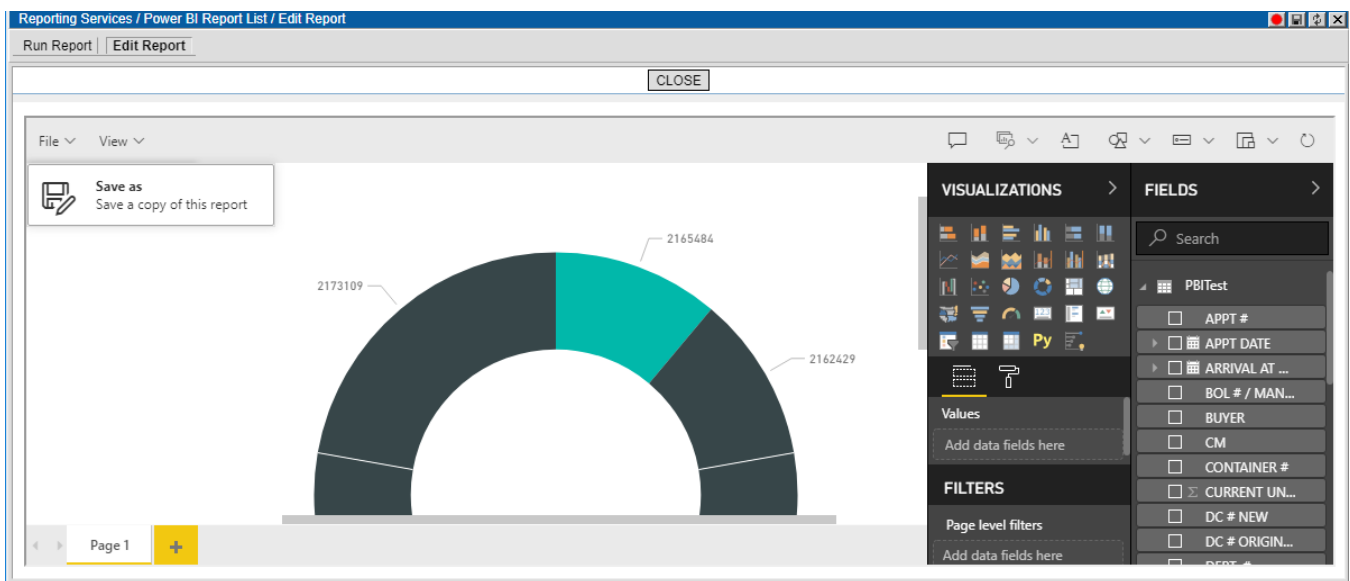 Reporting Services / Power BI Report List / Edit Report
Run Report Edit Report
CLOSE
File View
Save as
Save a copy of this report
2165484
2173109
2162429
Page 1
VISUALIZATIONS
123
Py
Values
Add data fields here
FILTERS
Page level filters
Add data fields here
FIELDS
Search
PBITest
APPT #
APPT DATE
ARRIVAL AT ...
BOL # / MAN...
BUYER
CM
CONTAINER #
Σ CURRENT UN...
DC # NEW
DC # ORIGIN...